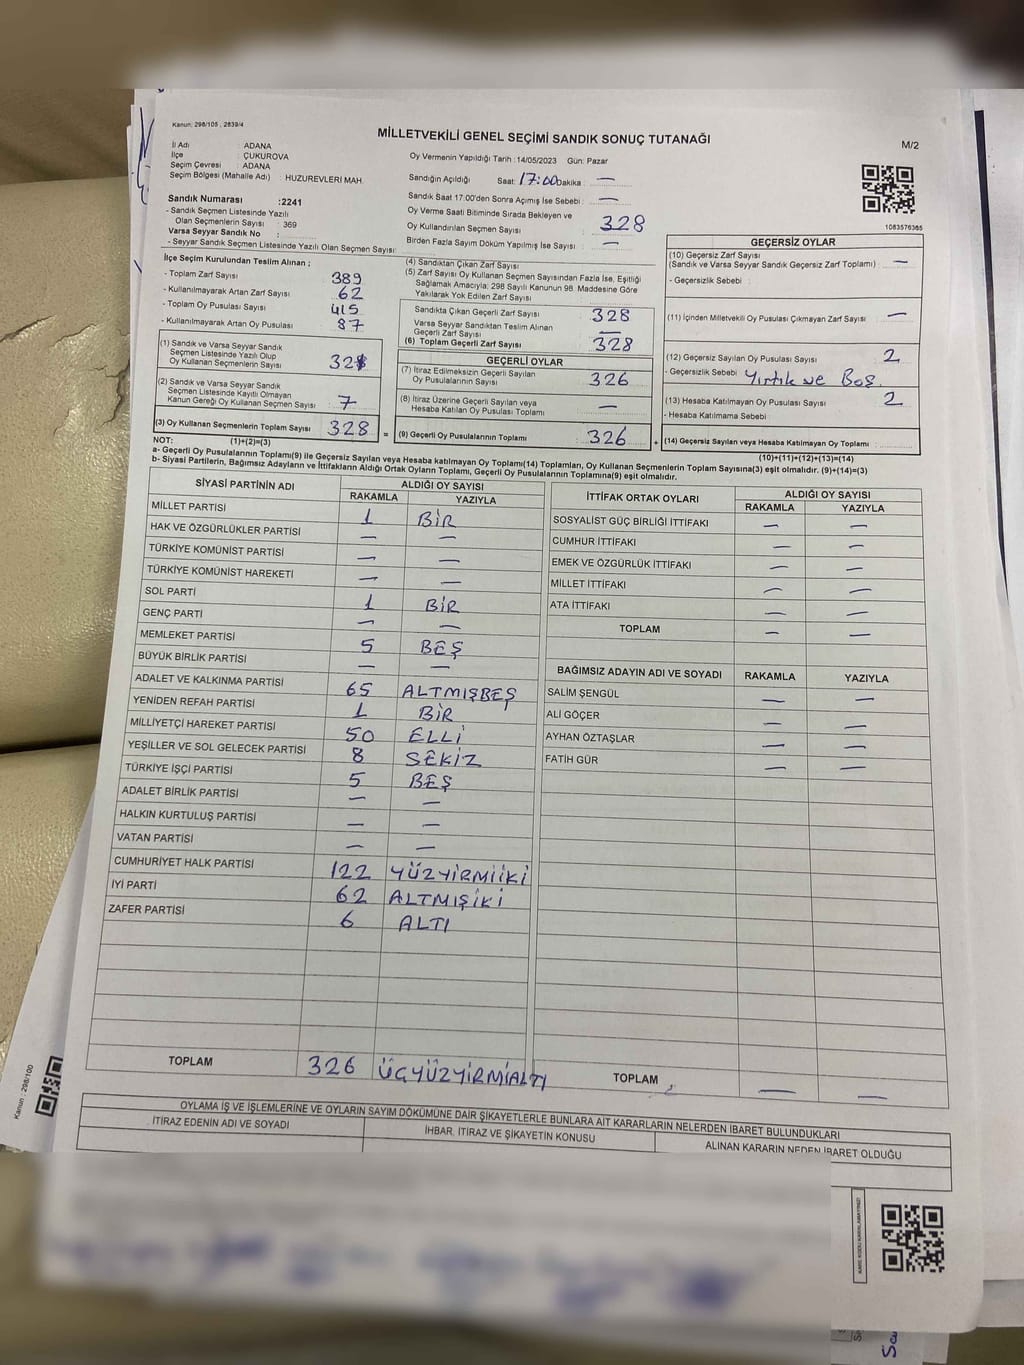 Kanun: 298/105 , 2839/4
MİLLETVEKİLİ GENEL SEÇİMİ SANDIK SONUÇ TUTANAĞI
M/2
İl Adı : ADANA
İlçe : ÇUKUROVA
Seçim Çevresi : ADANA
Seçim Bölgesi (Mahalle Adı) : HUZUREVLERİ MAH.
Oy Vermenin Yapıldığı Tarih : 14/05/2023 Gün: Pazar
Sandığın Açıldığı Saat: 17:00 Dakika : —
Sandık Saat 17:00'den Sonra Açılmış İse Sebebi : —
Oy Verme Saati Bitiminde Sırada Bekleyen ve
Oy Kullandırılan Seçmen Sayısı : 328
Birden Fazla Sayım Döküm Yapılmış İse Sayısı : —
1083576365
Sandık Numarası :2241
- Sandık Seçmen Listesinde Yazılı
Olan Seçmenlerin Sayısı : 369
Varsa Seyyar Sandık No :
- Seyyar Sandık Seçmen Listesinde Yazılı Olan Seçmen Sayısı:
İlçe Seçim Kurulundan Teslim Alınan :
- Toplam Zarf Sayısı : 389
- Kullanılmayarak Artan Zarf Sayısı : 62
- Toplam Oy Pusulası Sayısı : 415
- Kullanılmayarak Artan Oy Pusulası : 87
(1) Sandık ve Varsa Seyyar Sandık
Seçmen Listesinde Yazılı Olup
Oy Kullanan Seçmenlerin Sayısı :
(2) Sandık ve Varsa Seyyar Sandık
Seçmen Listesinde Kayıtlı Olmayan
Kanun Gereği Oy Kullanan Seçmen Sayısı : 7
(3) Oy Kullanan Seçmenlerin Toplam Sayısı : 328
(1)+(2)=(3)
(4) Sandıktan Çıkan Zarf Sayısı
(5) Zarf Sayısı Oy Kullanan Seçmen Sayısından Fazla İse, Eşitliği
Sağlamak Amacıyla; 298 Sayılı Kanunun 98. Maddesine Göre
Yakılarak Yok Edilen Zarf Sayısı
Sandıkta Çıkan Geçerli Zarf Sayısı : 328
Varsa Seyyar Sandıktan Teslim Alınan
Geçerli Zarf Sayısı : —
(6) Toplam Geçerli Zarf Sayısı : 328
GEÇERLİ OYLAR
(7) İtiraz Edilmeksizin Geçerli Sayılan
Oy Pusulalarının Sayısı : 326
(8) İtiraz Üzerine Geçerli Sayılan veya
Hesaba Katılan Oy Pusulası Toplamı : —
= (9) Geçerli Oy Pusulalarının Toplamı : 326 +
GEÇERSİZ OYLAR
(10) Geçersiz Zarf Sayısı
(Sandık ve Varsa Seyyar Sandık Geçersiz Zarf Toplamı) : —
- Geçersizlik Sebebi :
(11) İçinden Milletvekili Oy Pusulası Çıkmayan Zarf Sayısı : —
(12) Geçersiz Sayılan Oy Pusulası Sayısı : 2
- Geçersizlik Sebebi : Yırtık ve Boş.
(13) Hesaba Katılmayan Oy Pusulası Sayısı : 2
- Hesaba Katılmama Sebebi
(14) Geçersiz Sayılan veya Hesaba Katılmayan Oy Toplamı :
(10)+(11)+(12)+(13)=(14)
NOT:
a- Geçerli Oy Pusulaları Toplamı(9) ile Geçersiz Sayılan veya Hesaba katılmayan Oy Toplamı(14) Toplamları, Oy Kullanan Seçmenlerin Toplam Sayısına(3) eşit olmalıdır. (9)+(14)=(3)
b- Siyasi Partilerin, Bağımsız Adayların ve İttifakların Aldığı Ortak Oyların Toplamı, Geçerli Oy Pusulalarının Toplamına(9) eşit olmalıdır.
SİYASİ PARTİNİN ADI ALDIĞI OY SAYISI
RAKAMLA YAZIYLA
MİLLET PARTİSİ 1 BİR
HAK VE ÖZGÜRLÜKLER PARTİSİ — —
TÜRKİYE KOMÜNİST PARTİSİ — —
TÜRKİYE KOMÜNİST HAREKETİ — —
SOL PARTİ 1 BİR
GENÇ PARTİ — —
MEMLEKET PARTİSİ 5 BEŞ
BÜYÜK BİRLİK PARTİSİ — —
ADALET VE KALKINMA PARTİSİ 65 ALTMIŞBEŞ
YENİDEN REFAH PARTİSİ 1 BİR
MİLLİYETÇİ HAREKET PARTİSİ 50 ELLİ
YEŞİLLER VE SOL GELECEK PARTİSİ 8 SEKİZ
TÜRKİYE İŞÇİ PARTİSİ 5 BEŞ
ADALET BİRLİK PARTİSİ — —
HALKIN KURTULUŞ PARTİSİ — —
VATAN PARTİSİ — —
CUMHURİYET HALK PARTİSİ 122 YÜZYİRMİİKİ
İYİ PARTİ 62 ALTMIŞİKİ
ZAFER PARTİSİ 6 ALTI
TOPLAM 326 ÜÇYÜZYİRMİALTI
İTTİFAK ORTAK OYLARI ALDIĞI OY SAYISI
RAKAMLA YAZIYLA
SOSYALİST GÜÇ BİRLİĞİ İTTİFAKI — —
CUMHUR İTTİFAKI — —
EMEK VE ÖZGÜRLÜK İTTİFAKI — —
MİLLET İTTİFAKI — —
ATA İTTİFAKI — —
TOPLAM — —
BAĞIMSIZ ADAYIN ADI VE SOYADI RAKAMLA YAZIYLA
SALİM ŞENGÜL — —
ALİ GÖÇER — —
AYHAN ÖZTAŞLAR — —
FATİH GÜR — —
TOPLAM — —
OYLAMA İŞ VE İŞLEMLERİNE VE OYLARIN SAYIM DÖKÜMÜNE DAİR ŞİKAYETLERLE BUNLARA AİT KARARLARIN NELERDEN İBARET BULUNDUKLARI
İTİRAZ EDENİN ADI VE SOYADI İHBAR, İTİRAZ VE ŞİKAYETİN KONUSU ALINAN KARARIN NEDEN İBARET OLDUĞU
Kanun : 298/100